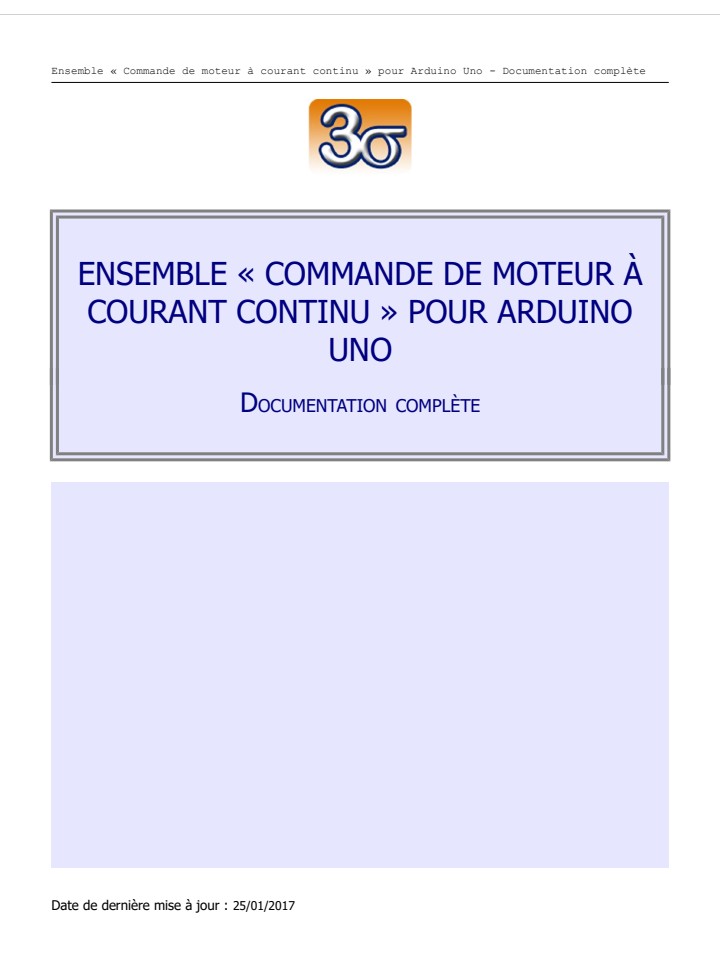 Ensemble « Commande de moteur à courant continu » pour Arduino Uno - Documentation complète
3σ
ENSEMBLE « COMMANDE DE MOTEUR À
COURANT CONTINU » POUR ARDUINO
UNO
DOCUMENTATION COMPLÈTE
Date de dernière mise à jour : 25/01/2017